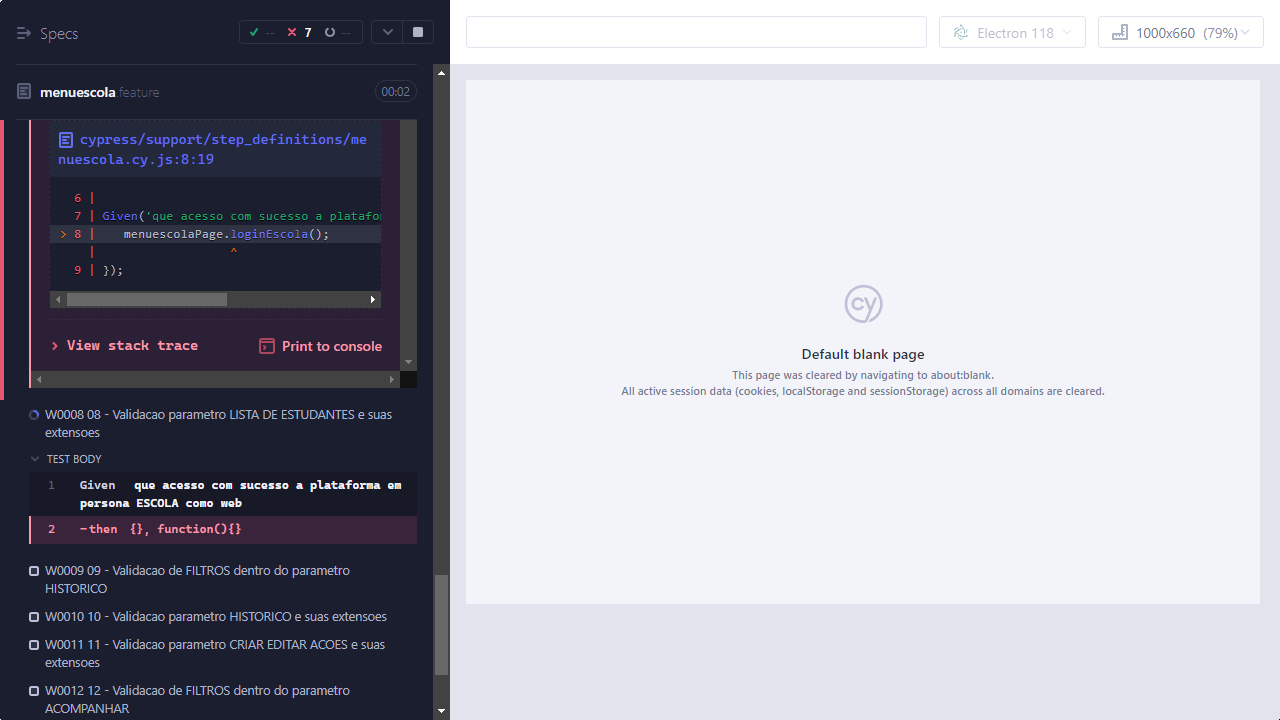 Specs
-- 7 --
Electron 118
1000x660 (79%)
menuescola.feature
00:02
cypress/support/step_definitions/me
nuescola.cy.js:8:19
6 |
7 | Given('que acesso com sucesso a platafor
> 8 | menuescolaPage.loginEscola();
| ^
9 | });
View stack trace
Print to console
W0008 08 - Validacao parametro LISTA DE ESTUDANTES e suas
extensoes
TEST BODY
1 Given que acesso com sucesso a plataforma em
persona ESCOLA como web
2 -then {}, function(){}
W0009 09 - Validacao de FILTROS dentro do parametro
HISTORICO
W0010 10 - Validacao parametro HISTORICO e suas extensoes
W0011 11 - Validacao parametro CRIAR EDITAR ACOES e suas
extensoes
W0012 12 - Validacao de FILTROS dentro do parametro
ACOMPANHAR
cy
Default blank page
This page was cleared by navigating to about:blank.
All active session data (cookies, localStorage and sessionStorage) across all domains are cleared.